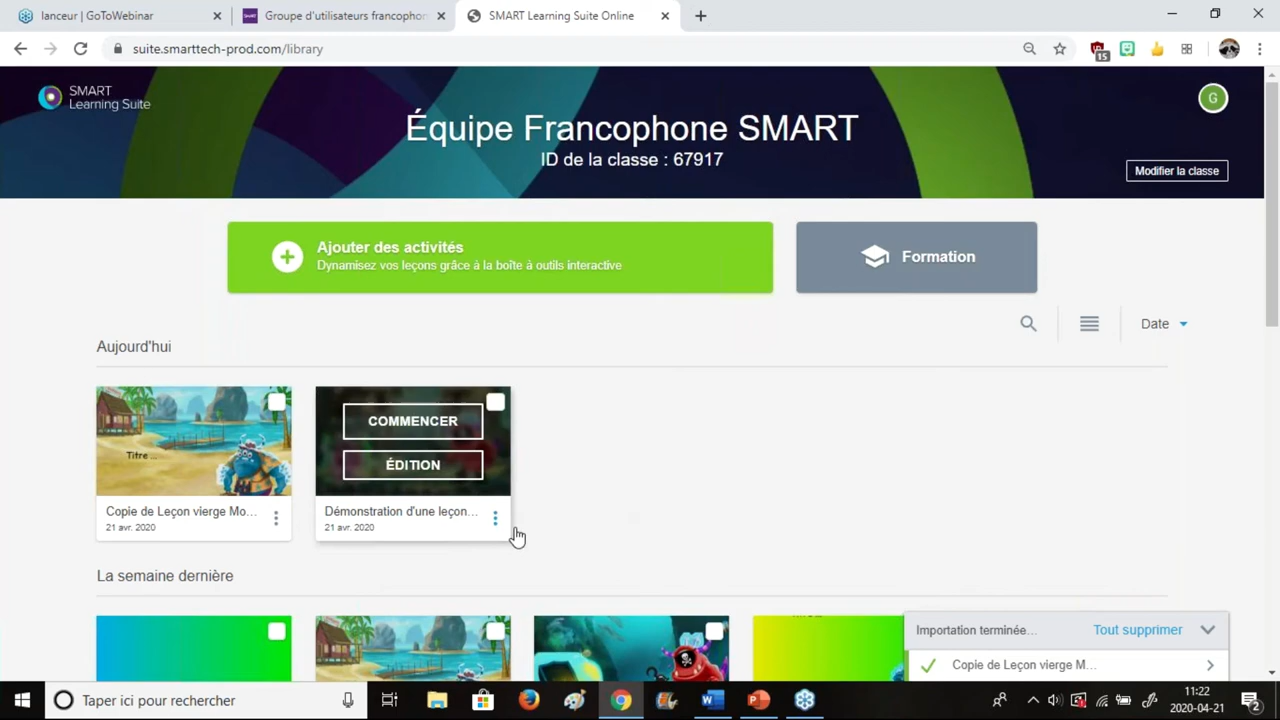 lanceur | GoToWebinar
Groupe d'utilisateurs francophon
SMART Learning Suite Online
suite.smarttech-prod.com/library
15
SMART
Learning Suite
G
Équipe Francophone SMART
ID de la classe : 67917
Modifier la classe
Ajouter des activités
Dynamisez vos leçons grâce à la boîte à outils interactive
Formation
Date
Aujourd'hui
Titre ...
COMMENCER
ÉDITION
Copie de Leçon vierge Mo...
21 avr. 2020
Démonstration d'une leçon...
21 avr. 2020
La semaine dernière
Importation terminée...
Tout supprimer
Copie de Leçon vierge M...
Taper ici pour rechercher
11:22
2020-04-21
2